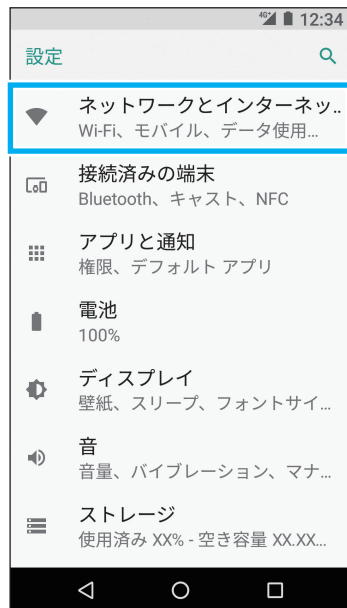 4G 12:34
設定
ネットワークとインターネッ..
Wi-Fi、モバイル、データ使用...
接続済みの端末
Bluetooth、キャスト、NFC
アプリと通知
権限、デフォルト アプリ
電池
100%
ディスプレイ
壁紙、スリープ、フォントサイ...
音
音量、バイブレーション、マナ...
ストレージ
使用済み XX% - 空き容量 XX.XX...